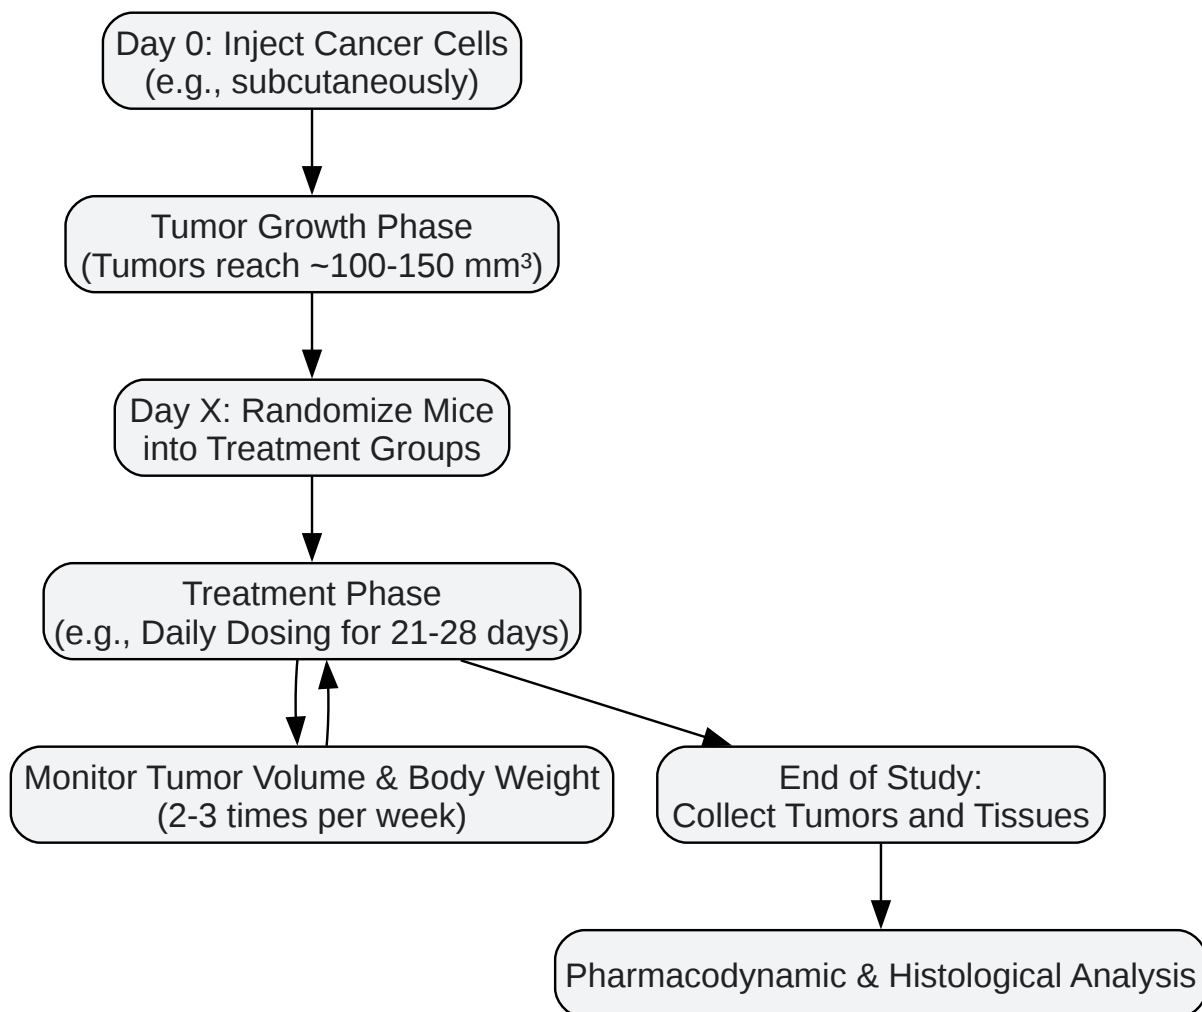 Day 0: Inject Cancer Cells
(e.g., subcutaneously)
Tumor Growth Phase
(Tumors reach ~100-150 mm³)
Day X: Randomize Mice
into Treatment Groups
Treatment Phase
(e.g., Daily Dosing for 21-28 days)
Monitor Tumor Volume & Body Weight
(2-3 times per week)
End of Study:
Collect Tumors and Tissues
Pharmacodynamic & Histological Analysis